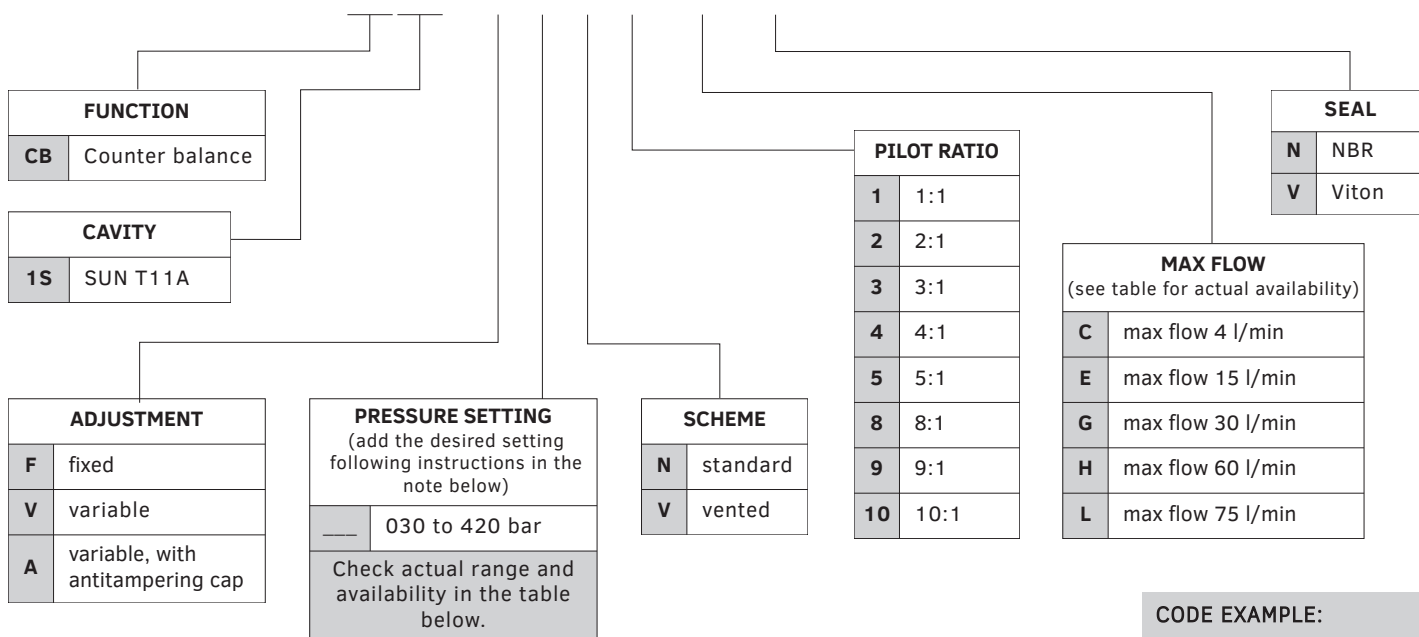 FUNCTION
CB Counter balance
CAVITY
1S SUN T11A
ADJUSTMENT
F fixed
V variable
A variable, with
antitampering cap
PRESSURE SETTING
(add the desired setting
following instructions in the
note below)
___ 030 to 420 bar
Check actual range and
availability in the table
below.
SCHEME
N standard
V vented
PILOT RATIO
1 1:1
2 2:1
3 3:1
4 4:1
5 5:1
8 8:1
9 9:1
10 10:1
MAX FLOW
(see table for actual availability)
C max flow 4 l/min
E max flow 15 l/min
G max flow 30 l/min
H max flow 60 l/min
L max flow 75 l/min
SEAL
N NBR
V Viton
CODE EXAMPLE: